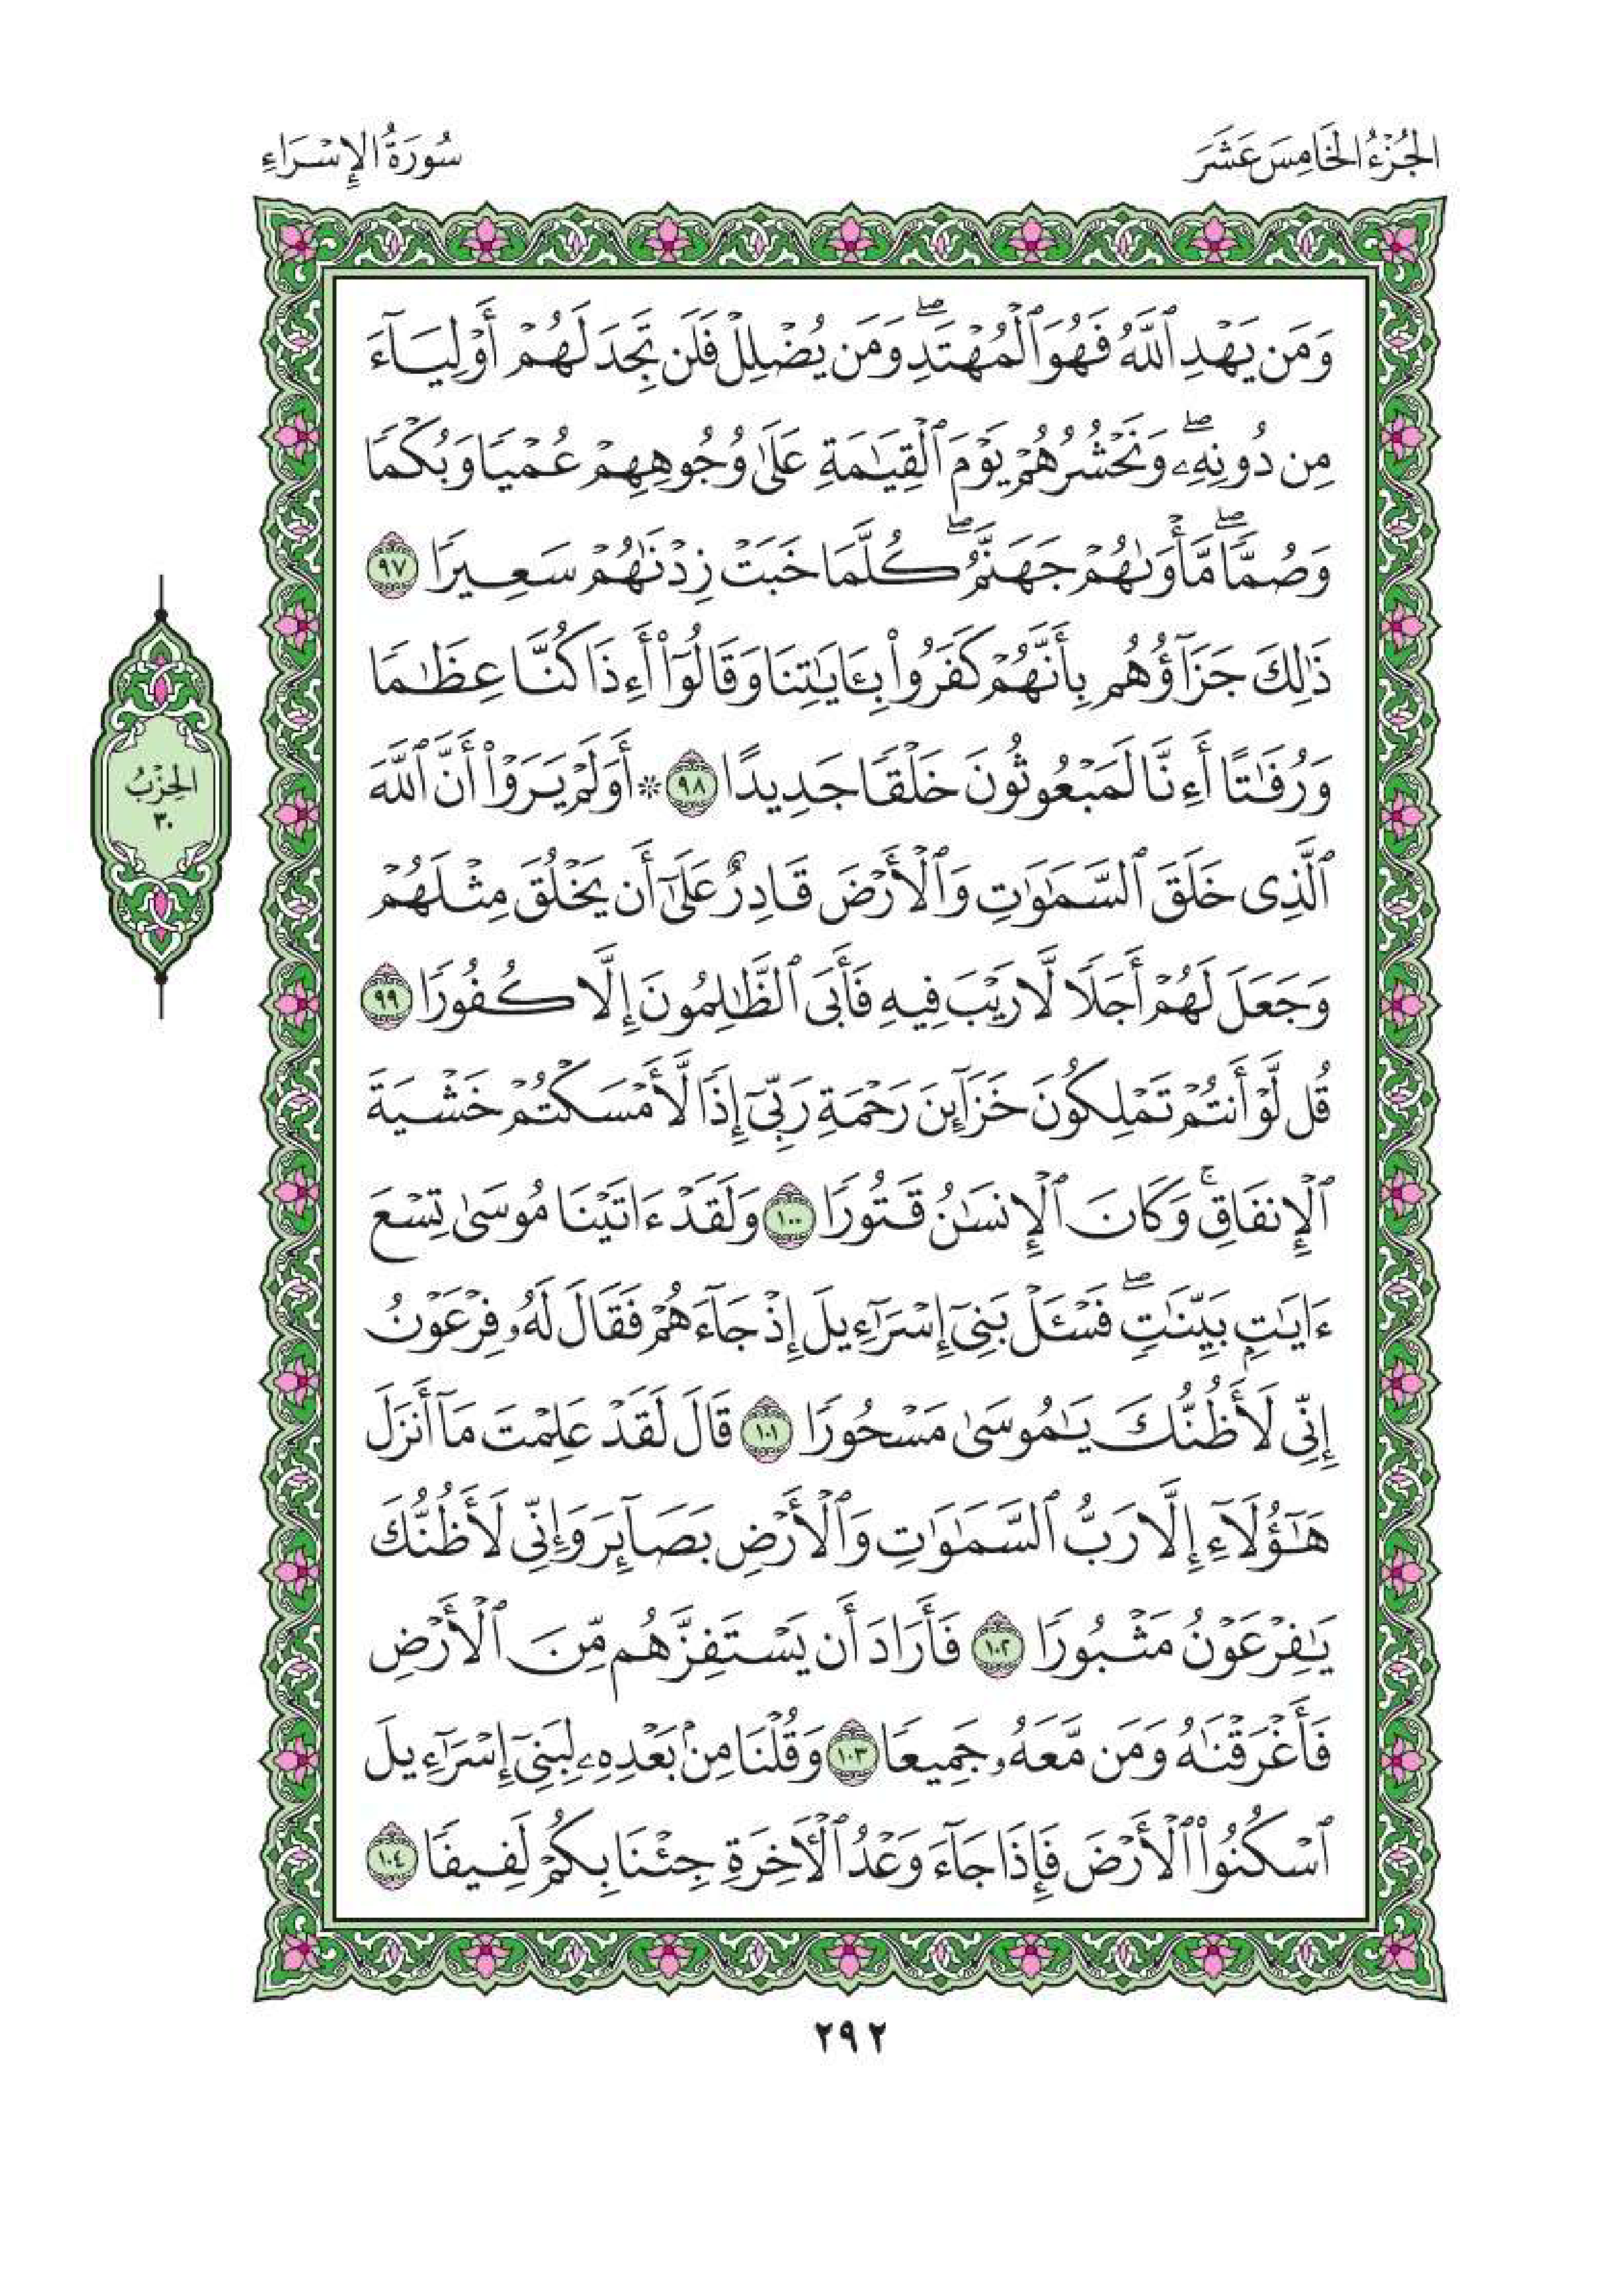 الجُزْءُ الخَامِسَ عَشَرَ
سُورَةُ الإِسْرَاءِ
وَمَن يَهْدِ ٱللَّهُ فَهُوَ ٱلْمُهْتَدِۖ وَمَن يُضْلِلْ فَلَن تَجِدَ لَهُمْ أَوْلِيَآءَ
مِن دُونِهِۦۖ وَنَحْشُرُهُمْ يَوْمَ ٱلْقِيَٰمَةِ عَلَىٰ وُجُوهِهِمْ عُمْيًا وَبُكْمًا
وَصُمًّاۖ مَّأْوَىٰهُمْ جَهَنَّمُۖ كُلَّمَا خَبَتْ زِدْنَٰهُمْ سَعِيرًا ٩٧
ذَٰلِكَ جَزَآؤُهُم بِأَنَّهُمْ كَفَرُوا۟ بِـَٔايَٰتِنَا وَقَالُوٓا۟ أَءِذَا كُنَّا عِظَٰمًا
وَرُفَٰتًا أَءِنَّا لَمَبْعُوثُونَ خَلْقًا جَدِيدًا ٩٨ ۞ أَوَلَمْ يَرَوْا۟ أَنَّ ٱللَّهَ
ٱلَّذِى خَلَقَ ٱلسَّمَٰوَٰتِ وَٱلْأَرْضَ قَادِرٌ عَلَىٰٓ أَن يَخْلُقَ مِثْلَهُمْ
وَجَعَلَ لَهُمْ أَجَلًا لَّا رَيْبَ فِيهِ فَأَبَى ٱلظَّٰلِمُونَ إِلَّا كُفُورًا ٩٩
قُل لَّوْ أَنتُمْ تَمْلِكُونَ خَزَآئِنَ رَحْمَةِ رَبِّىٓ إِذًا لَّأَمْسَكْتُمْ خَشْيَةَ
ٱلْإِنفَاقِۚ وَكَانَ ٱلْإِنسَٰنُ قَتُورًا ١٠٠ وَلَقَدْ ءَاتَيْنَا مُوسَىٰ تِسْعَ
ءَايَٰتٍۭ بَيِّنَٰتٍۖ فَسْـَٔلْ بَنِىٓ إِسْرَٰٓءِيلَ إِذْ جَآءَهُمْ فَقَالَ لَهُۥ فِرْعَوْنُ
إِنِّى لَأَظُنُّكَ يَٰمُوسَىٰ مَسْحُورًا ١٠١ قَالَ لَقَدْ عَلِمْتَ مَآ أَنزَلَ
هَٰٓؤُلَآءِ إِلَّا رَبُّ ٱلسَّمَٰوَٰتِ وَٱلْأَرْضِ بَصَآئِرَ وَإِنِّى لَأَظُنُّكَ
يَٰفِرْعَوْنُ مَثْبُورًا ١٠٢ فَأَرَادَ أَن يَسْتَفِزَّهُم مِّنَ ٱلْأَرْضِ
فَأَغْرَقْنَٰهُ وَمَن مَّعَهُۥ جَمِيعًا ١٠٣ وَقُلْنَا مِنۢ بَعْدِهِۦ لِبَنِىٓ إِسْرَٰٓءِيلَ
ٱسْكُنُوا۟ ٱلْأَرْضَ فَإِذَا جَآءَ وَعْدُ ٱلْءَاخِرَةِ جِئْنَا بِكُمْ لَفِيفًا ١٠٤
الحِزْبُ
٣٠
٢٩٢